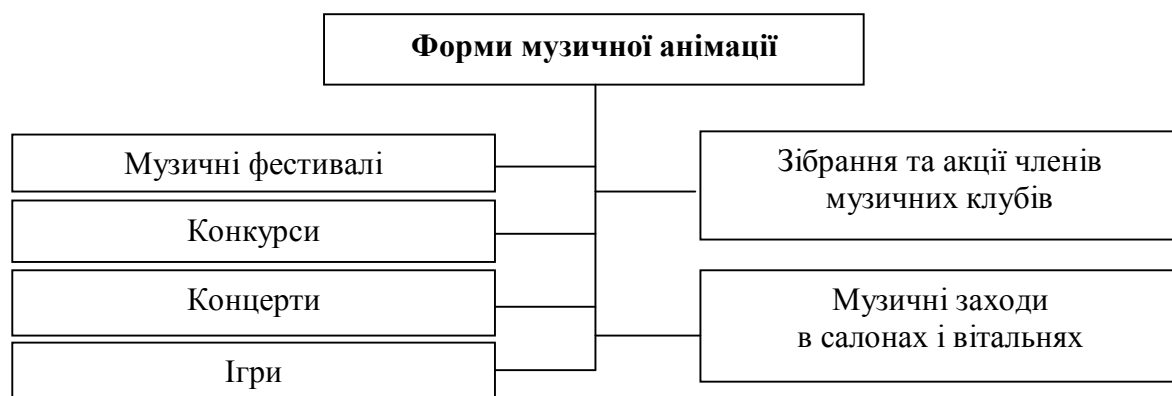 Форми музичної анімації
Музичні фестивалі
Конкурси
Концерти
Ігри
Зібрання та акції членів
музичних клубів
Музичні заходи
в салонах і вітальнях